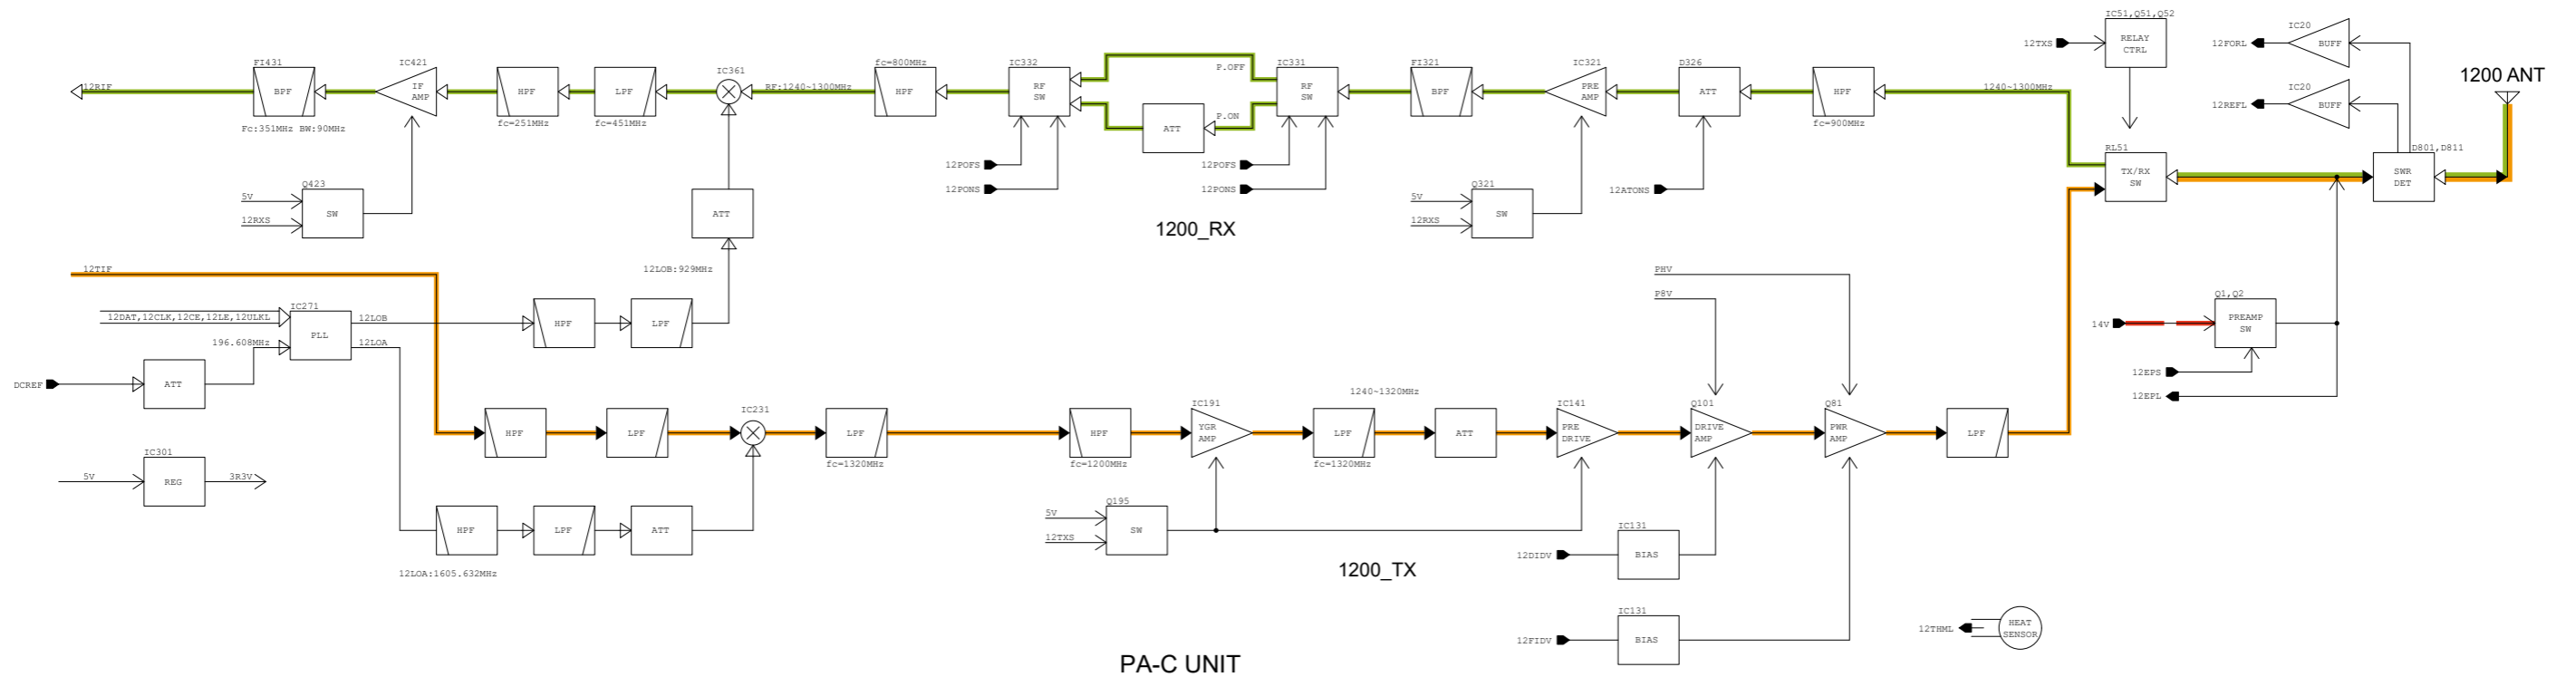 IC51,Q51,Q52
12TXS
RELAY
CTRL
IC20
12FORL
BUFF
IC20
12REFL
BUFF
1200 ANT
D801,D811
SWR
DET
RL51
TX/RX
SW
12RIF
FI431
BPF
Fc:351MHz BW:90MHz
IC421
IF
AMP
HPF
fc=251MHz
LPF
fc=451MHz
IC361
RF:1240~1300MHz
fc=800MHz
HPF
IC332
RF
SW
P.OFF
P.ON
ATT
IC331
RF
SW
FI321
BPF
IC321
PRE
AMP
D326
ATT
HPF
fc=900MHz
1240~1300MHz
12POFS
12PONS
12POFS
12PONS
12ATONS
Q423
5V
12RXS
SW
ATT
1200_RX
Q321
5V
12RXS
SW
12TIF
12LOB:929MHz
12DAT,12CLK,12CE,12LE,12ULKL
IC271
PLL
196.608MHz
12LOB
12LOA
HPF
LPF
DCREF
ATT
PHV
P8V
14V
Q1,Q2
PREAMP
SW
12EPS
12EPL
HPF
LPF
IC231
LPF
fc=1320MHz
HPF
fc=1200MHz
IC191
YGR
AMP
1240~1320MHz
LPF
fc=1320MHz
ATT
IC141
PRE
DRIVE
Q101
DRIVE
AMP
Q81
PWR
AMP
LPF
IC301
5V
REG
3R3V
HPF
LPF
ATT
12LOA:1605.632MHz
Q195
5V
12TXS
SW
1200_TX
IC131
12DIDV
BIAS
IC131
12FIDV
BIAS
12THML
HEAT
SENSOR
PA-C UNIT